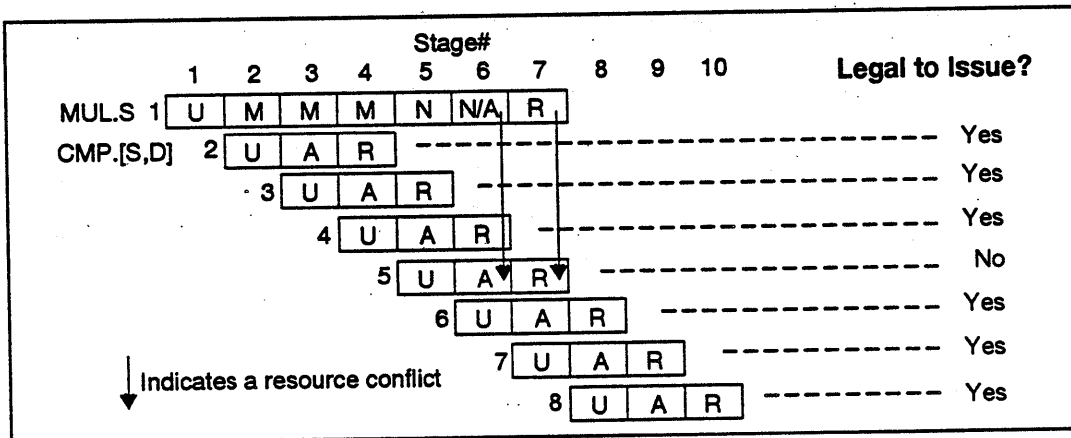 Stage#
1 2 3 4 5 6 7 8 9 10 Legal to Issue?
MUL.S 1 U M M M N N/A R
CMP.[S,D] 2 U A R Yes
3 U A R Yes
4 U A R Yes
5 U A R No
6 U A R Yes
7 U A R Yes
Indicates a resource conflict
8 U A R Yes